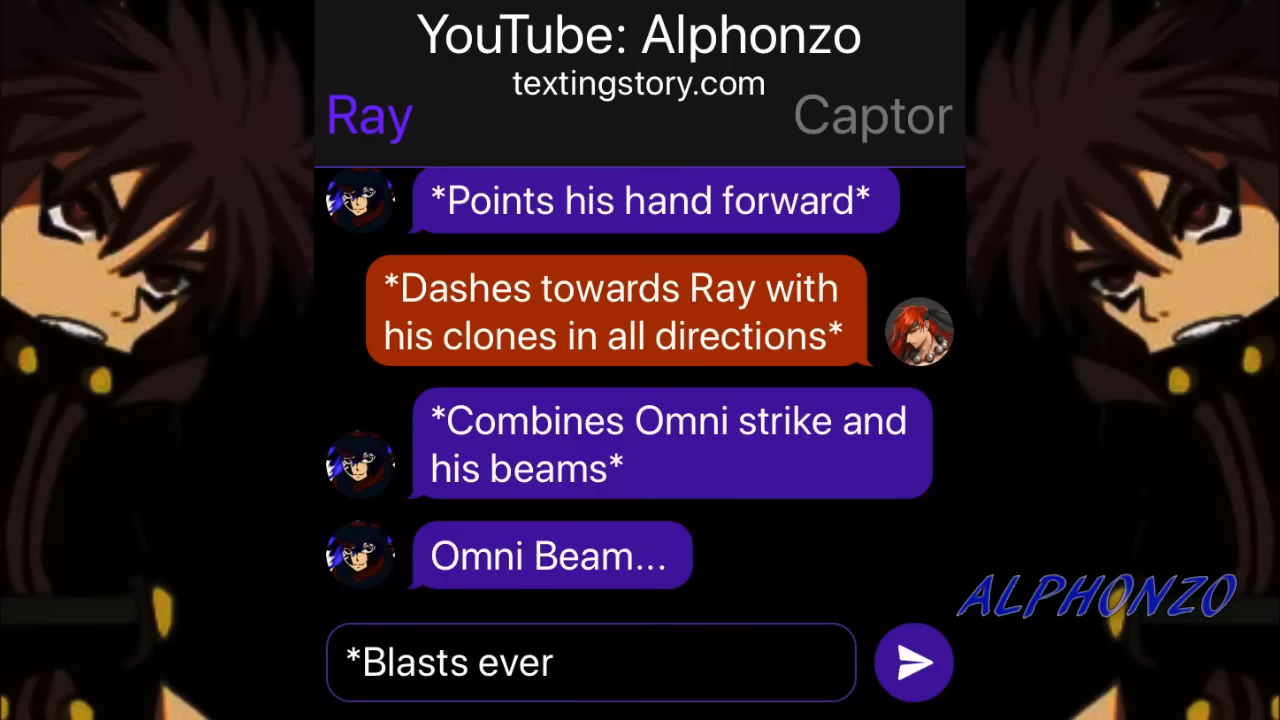 YouTube: Alphonzo
textingstory.com
Ray
Captor
*Points his hand forward*
*Dashes towards Ray with
his clones in all directions*
*Combines Omni strike and
his beams*
Omni Beam...
ALPHONZO
*Blasts ever